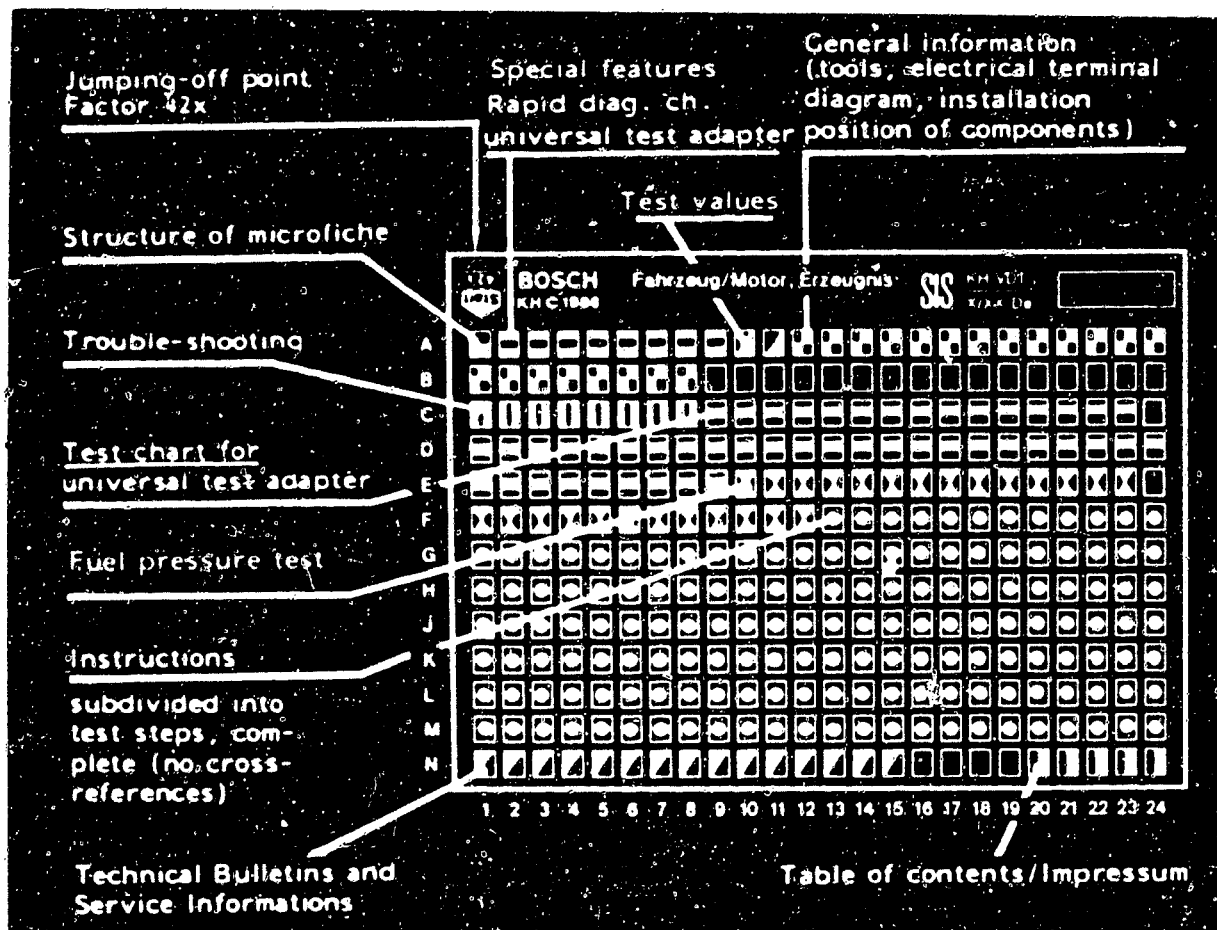 Jumping-off point
Factor 42x
Special features
Rapid diag. ch.
universal test adapter
General information
(tools, electrical terminal
diagram, installation
position of components)
Test values
Structure of microfiche
BOSCH
KH C 1984
Fahrzeug/Motor, Erzeugnis
SIS
KH VDT
Trouble-shooting
Test chart for
universal test adapter
Fuel pressure test
Instructions
subdivided into
test steps, com-
plete (no cross-
references)
A
B
C
D
E
F
G
H
J
K
L
M
N
1 2 3 4 5 6 7 8 9 10 11 12 13 14 15 16 17 18 19 20 21 22 23 24
Technical Bulletins and
Service Informations
Table of contents/Impressum